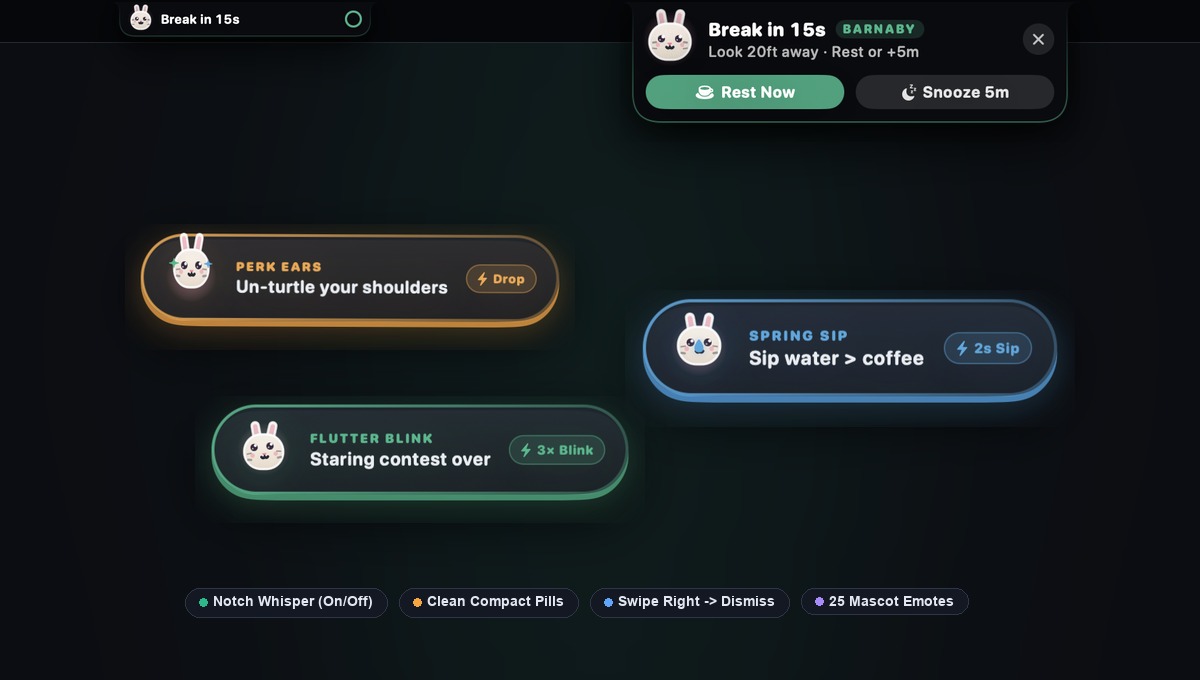 Break in 15s
Break in 15s BARNABY
Look 20ft away · Rest or +5m
Rest Now
Snooze 5m
PERK EARS
Un-turtle your shoulders
Drop
SPRING SIP
Sip water > coffee
2s Sip
FLUTTER BLINK
Staring contest over
3× Blink
Notch Whisper (On/Off)
Clean Compact Pills
Swipe Right -> Dismiss
25 Mascot Emotes